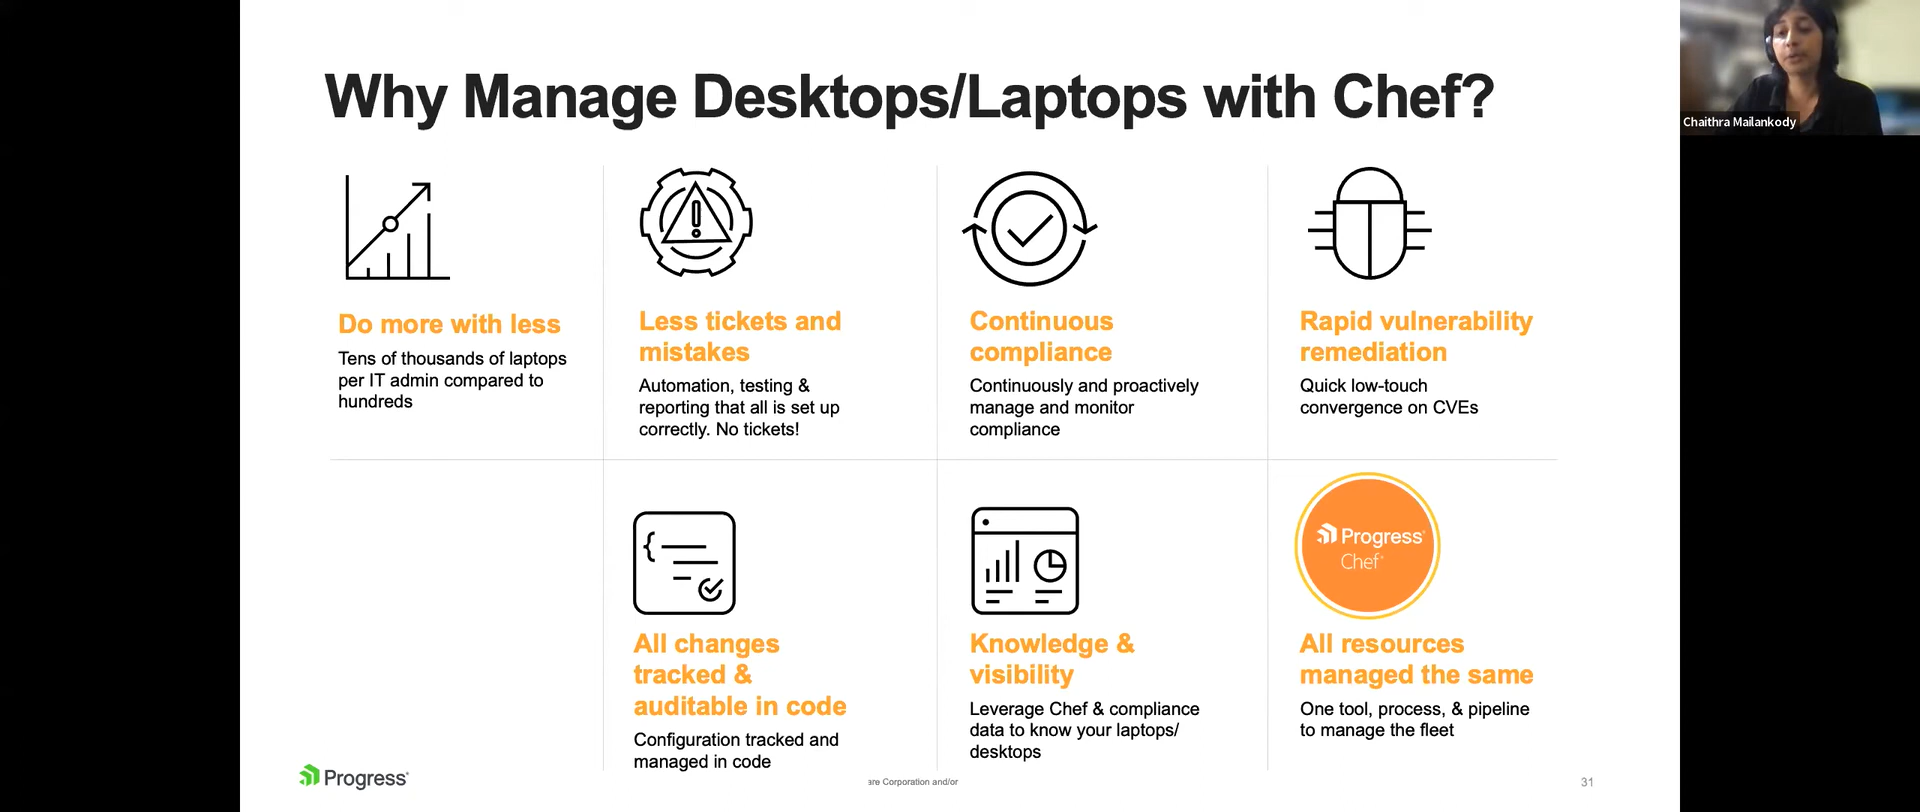 Why Manage Desktops/Laptops with Chef?
Chaithra Mailankody
Do more with less
Tens of thousands of laptops
per IT admin compared to
hundreds
Less tickets and
mistakes
Automation, testing &
reporting that all is set up
correctly. No tickets!
Continuous
compliance
Continuously and proactively
manage and monitor
compliance
Rapid vulnerability
remediation
Quick low-touch
convergence on CVEs
All changes
tracked &
auditable in code
Configuration tracked and
managed in code
Knowledge &
visibility
Leverage Chef & compliance
data to know your laptops/
desktops
Progress
Chef
All resources
managed the same
One tool, process, & pipeline
to manage the fleet
Progress
are Corporation and/or
31